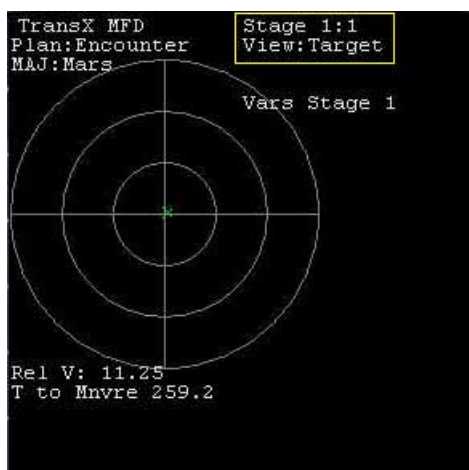 TransX MFD
Plan:Encounter
MAJ:Mars
Stage 1:1
View:Target
Vars Stage 1
Rel V: 11.25
T to Mnvre 259.2